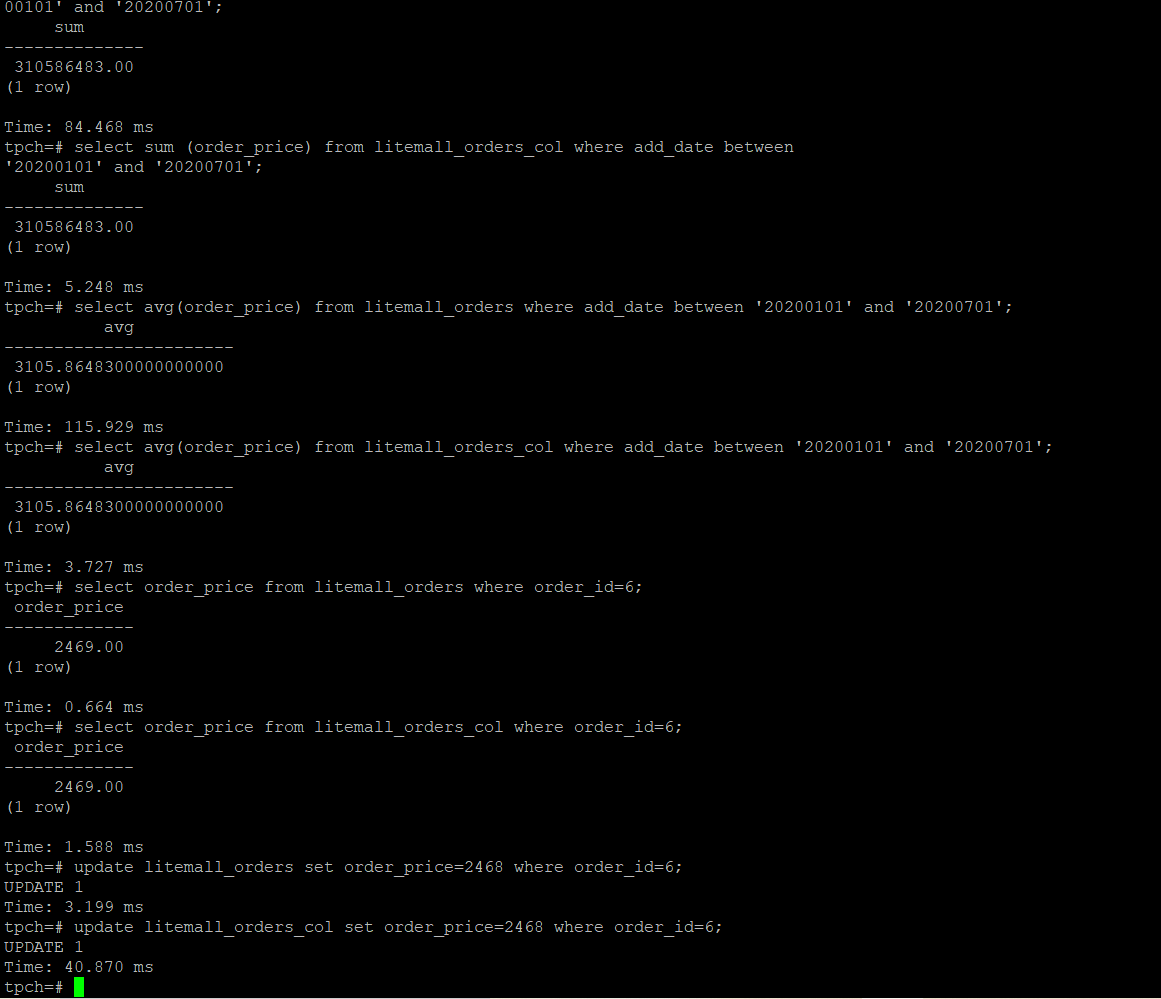 00101' and '20200701';
sum
--------------
310586483.00
(1 row)
Time: 84.468 ms
tpch=# select sum (order_price) from litemall_orders_col where add_date between
'20200101' and '20200701';
sum
--------------
310586483.00
(1 row)
Time: 5.248 ms
tpch=# select avg(order_price) from litemall_orders where add_date between '20200101' and '20200701';
avg
-----------------------
3105.8648300000000000
(1 row)
Time: 115.929 ms
tpch=# select avg(order_price) from litemall_orders_col where add_date between '20200101' and '20200701';
avg
-----------------------
3105.8648300000000000
(1 row)
Time: 3.727 ms
tpch=# select order_price from litemall_orders where order_id=6;
order_price
-------------
2469.00
(1 row)
Time: 0.664 ms
tpch=# select order_price from litemall_orders_col where order_id=6;
order_price
-------------
2469.00
(1 row)
Time: 1.588 ms
tpch=# update litemall_orders set order_price=2468 where order_id=6;
UPDATE 1
Time: 3.199 ms
tpch=# update litemall_orders_col set order_price=2468 where order_id=6;
UPDATE 1
Time: 40.870 ms
tpch=#